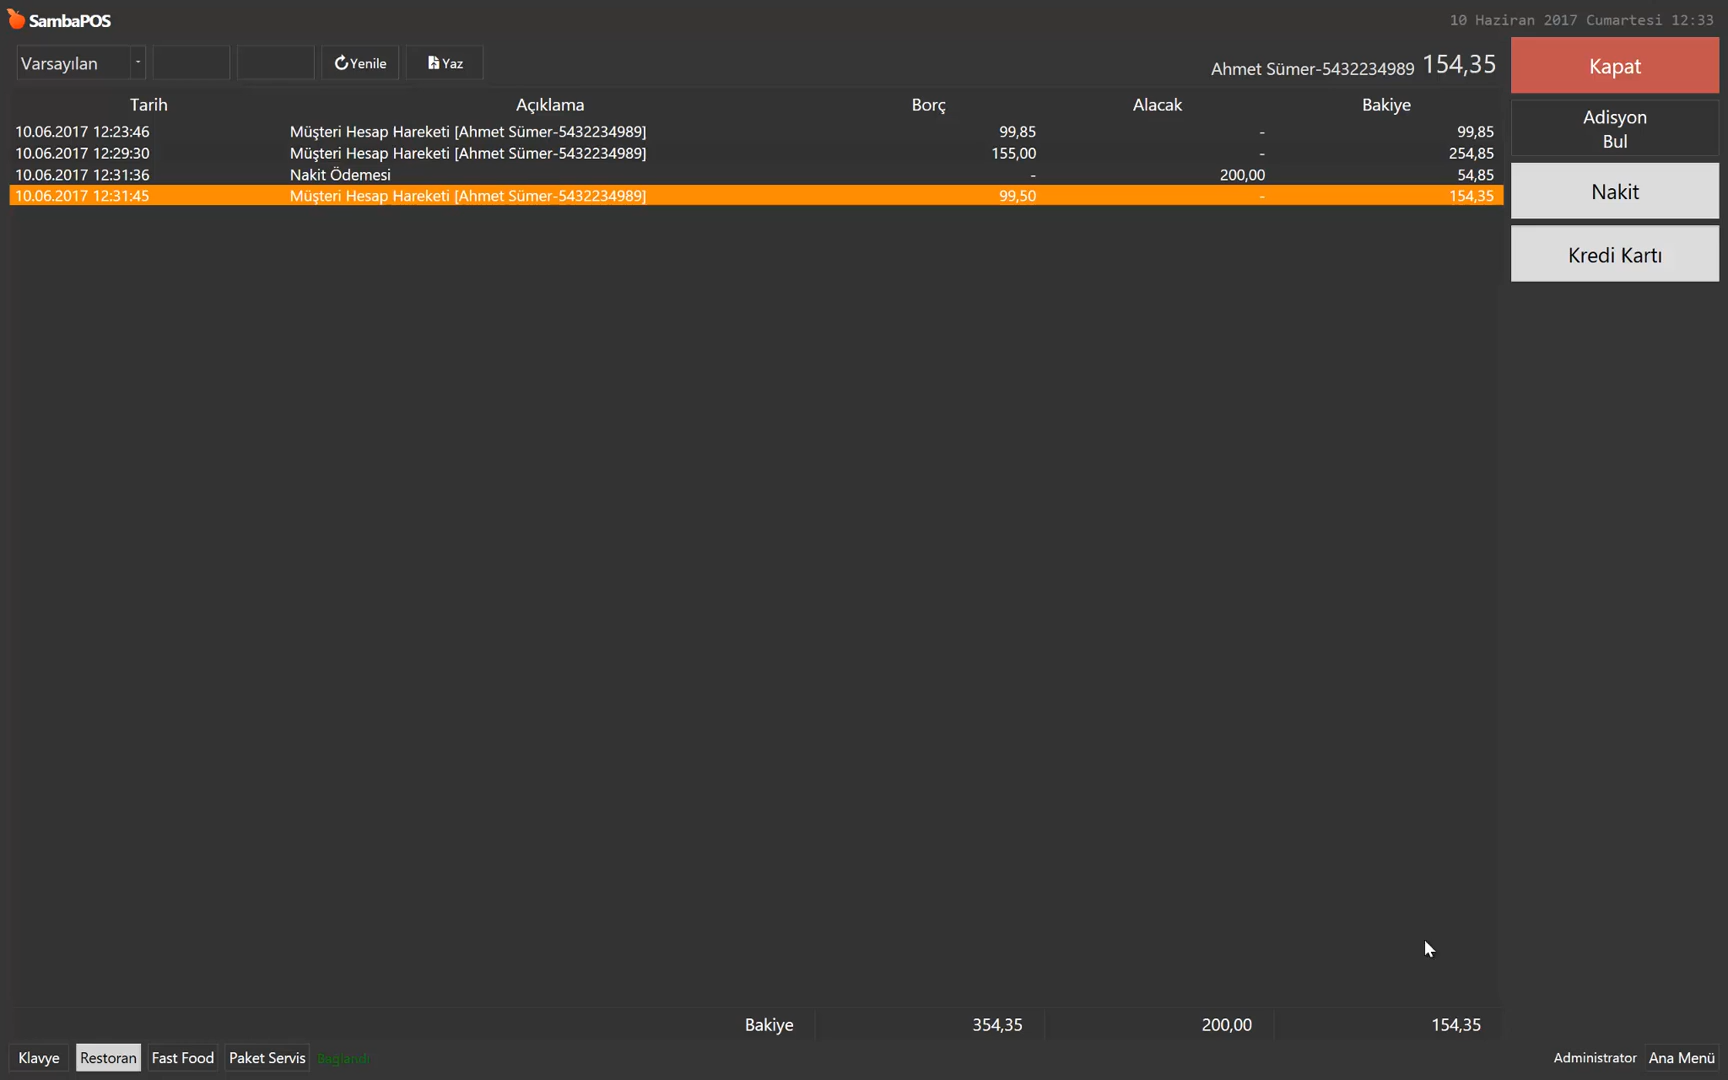 SambaPOS
10 Haziran 2017 Cumartesi 12:33
Varsayılan
Yenile
Yaz
Ahmet Sümer-5432234989 154,35
Kapat
Tarih Açıklama Borç Alacak Bakiye
10.06.2017 12:23:46 Müşteri Hesap Hareketi [Ahmet Sümer-5432234989] 99,85 - 99,85
10.06.2017 12:29:30 Müşteri Hesap Hareketi [Ahmet Sümer-5432234989] 155,00 - 254,85
10.06.2017 12:31:36 Nakit Ödemesi - 200,00 54,85
10.06.2017 12:31:45 Müşteri Hesap Hareketi [Ahmet Sümer-5432234989] 99,50 - 154,35
Adisyon
Bul
Nakit
Kredi Kartı
Bakiye 354,35 200,00 154,35
Klavye Restoran Fast Food Paket Servis Bağlandı
Administrator Ana Menü